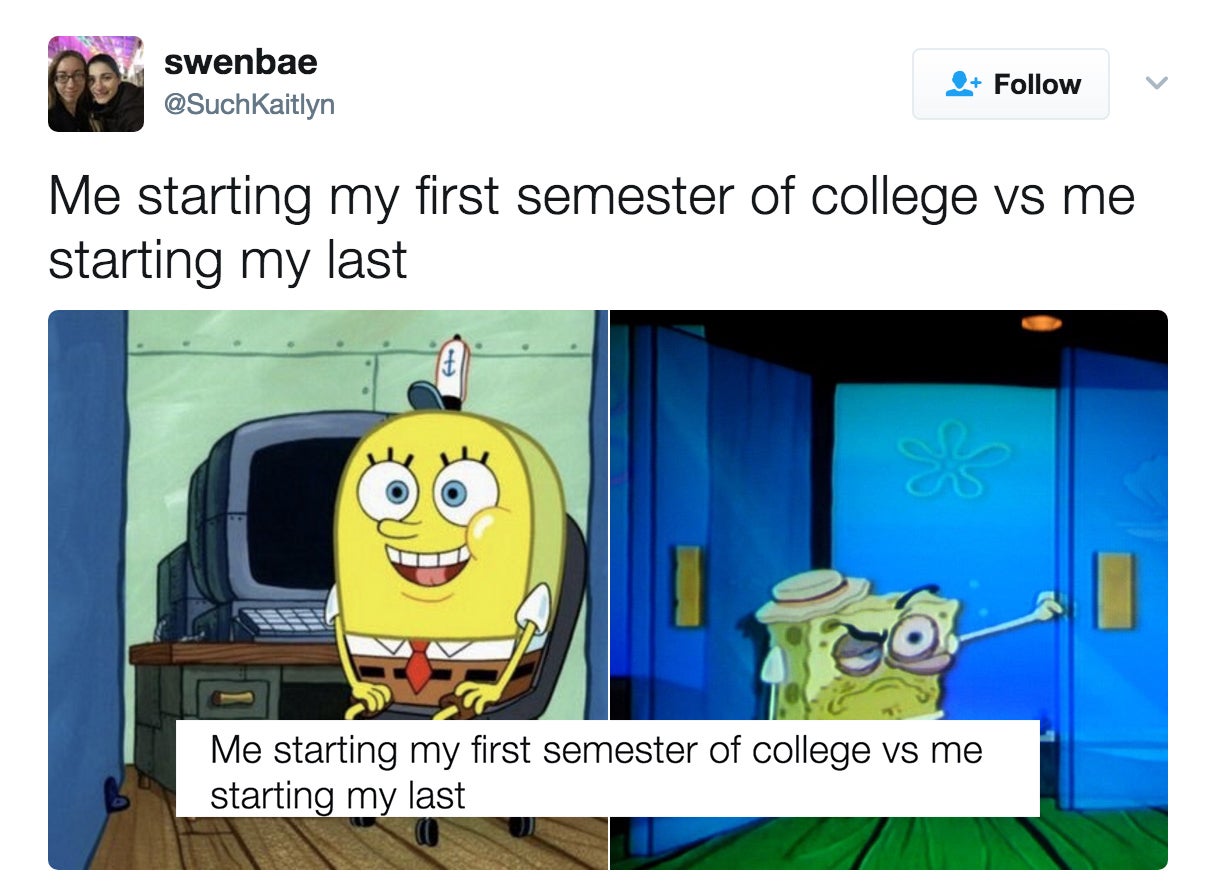 swenbae
@SuchKaitlyn
Follow
Me starting my first semester of college vs me
starting my last
Me starting my first semester of college vs me
starting my last